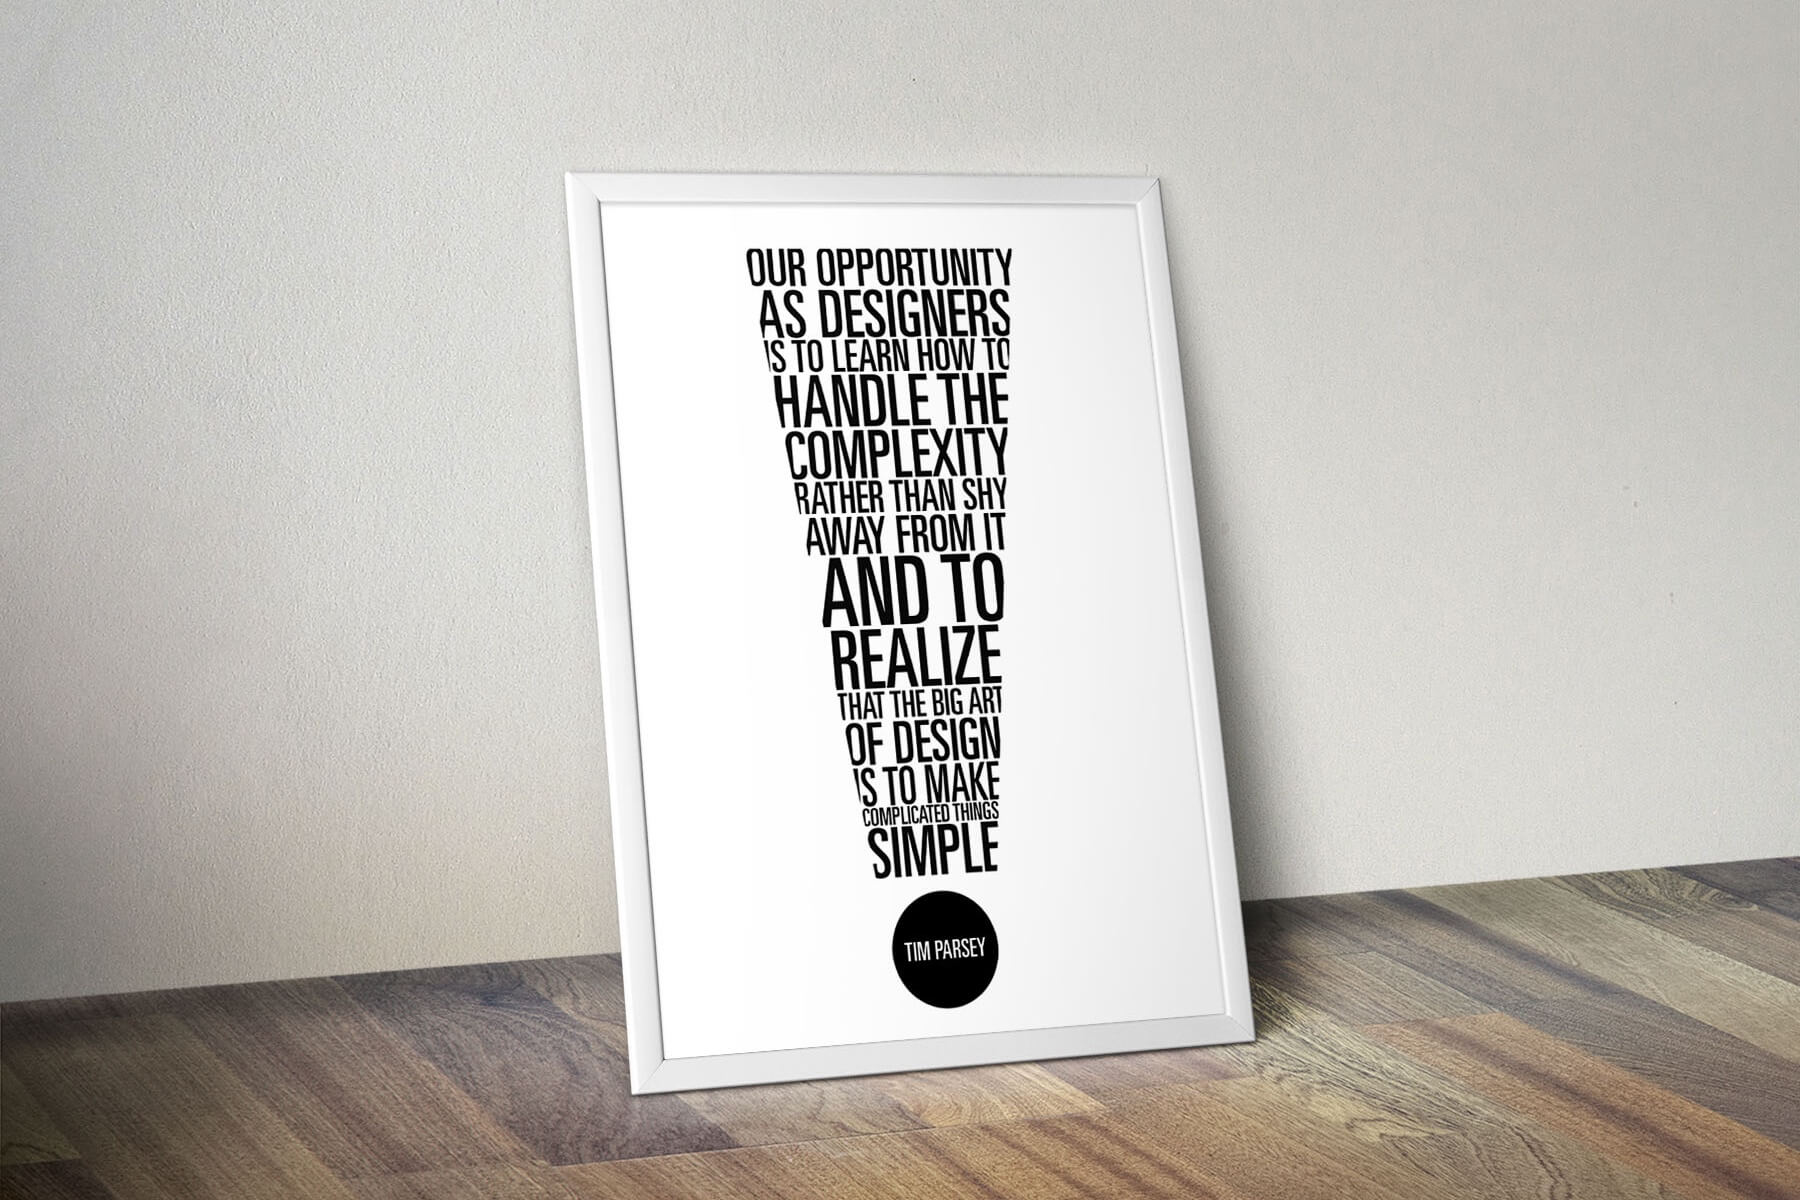 OUR OPPORTUNITY
AS DESIGNERS
IS TO LEARN HOW TO
HANDLE THE
COMPLEXITY
RATHER THAN SHY
AWAY FROM IT
AND TO
REALIZE
THAT THE BIG ART
OF DESIGN
IS TO MAKE
COMPLICATED THINGS
SIMPLE
TIM PARSEY